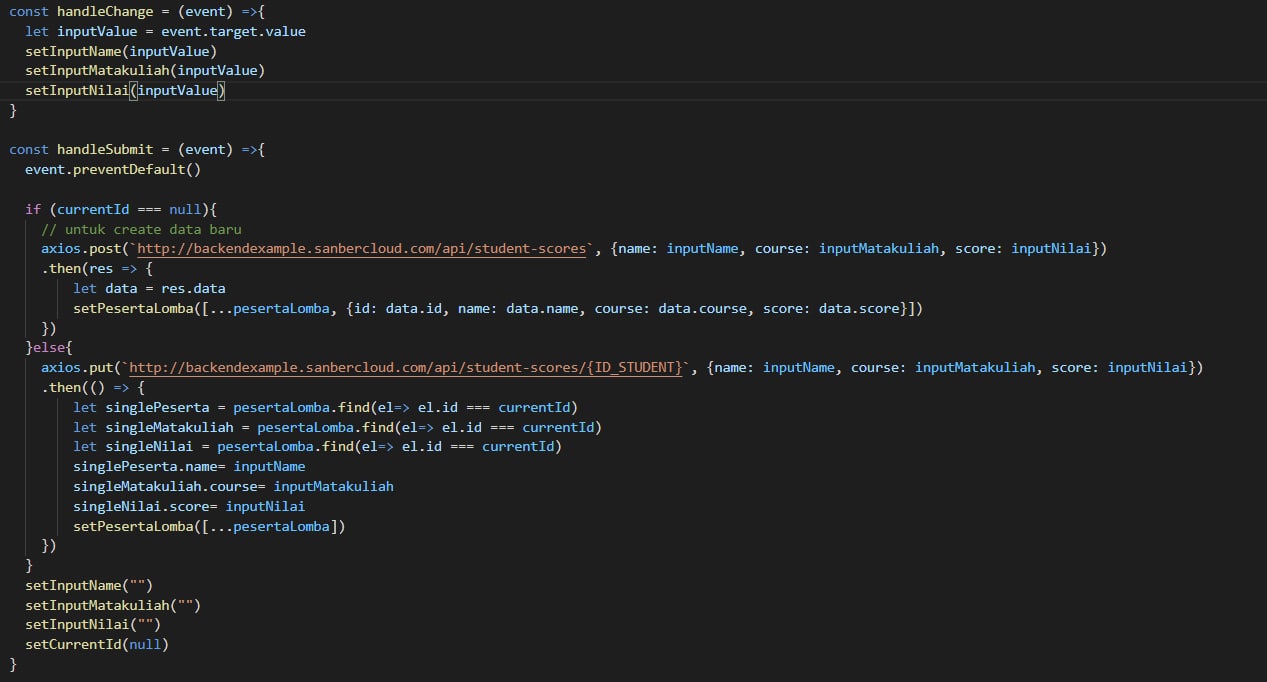 const handleChange = (event) =>{
let inputValue = event.target.value
setInputName(inputValue)
setInputMatakuliah(inputValue)
setInputNilai(inputValue)
}
const handleSubmit = (event) =>{
event.preventDefault()
if (currentId === null){
// untuk create data baru
axios.post(`http://backendexample.sanbercloud.com/api/student-scores`, {name: inputName, course: inputMatakuliah, score: inputNilai})
.then(res => {
let data = res.data
setPesertaLomba([...pesertaLomba, {id: data.id, name: data.name, course: data.course, score: data.score}])
})
}else{
axios.put(`http://backendexample.sanbercloud.com/api/student-scores/{ID_STUDENT}`, {name: inputName, course: inputMatakuliah, score: inputNilai})
.then(() => {
let singlePeserta = pesertaLomba.find(el=> el.id === currentId)
let singleMatakuliah = pesertaLomba.find(el=> el.id === currentId)
let singleNilai = pesertaLomba.find(el=> el.id === currentId)
singlePeserta.name= inputName
singleMatakuliah.course= inputMatakuliah
singleNilai.score= inputNilai
setPesertaLomba([...pesertaLomba])
})
}
setInputName("")
setInputMatakuliah("")
setInputNilai("")
setCurrentId(null)
}